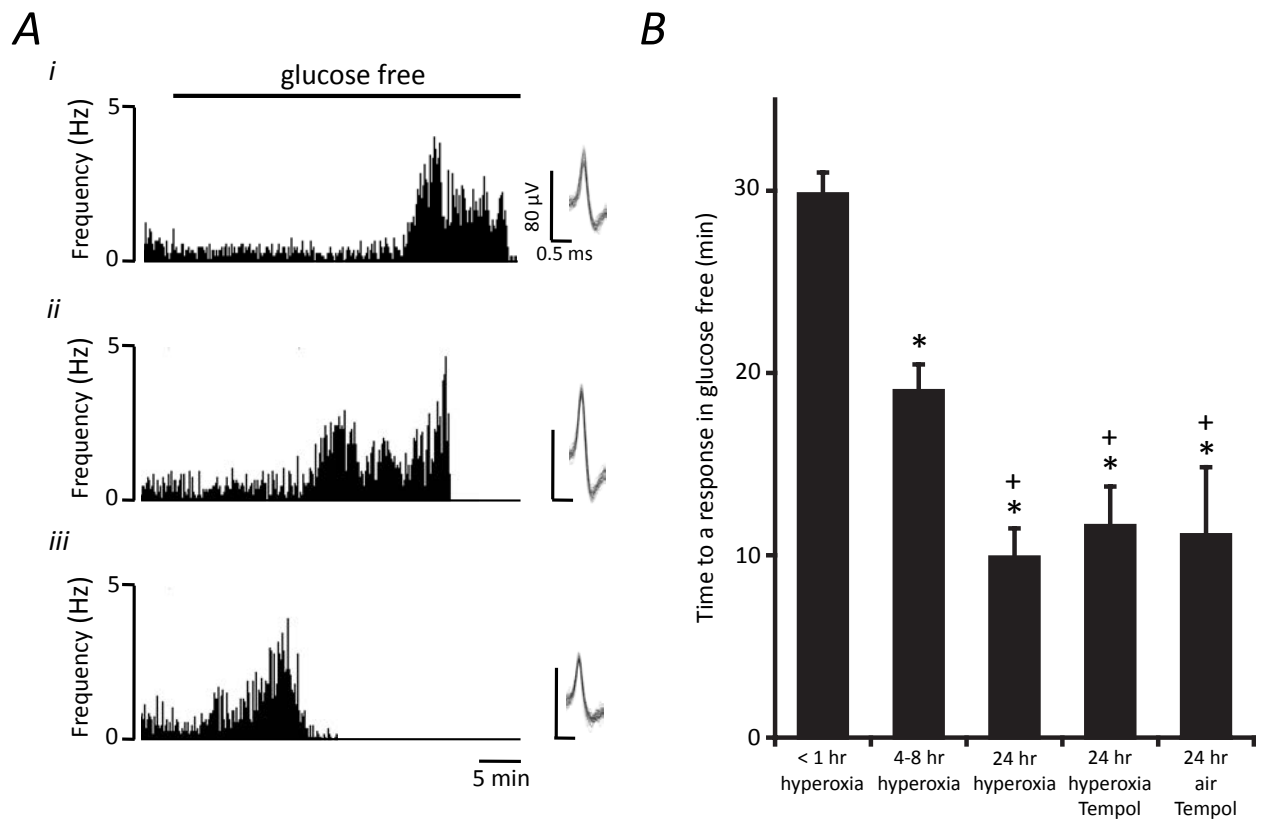 A
i
glucose free
Frequency (Hz)
5
0
80 µV
0.5 ms
ii
Frequency (Hz)
5
0
iii
Frequency (Hz)
5
0
5 min
B
Time to a response in glucose free (min)
30
20
10
0
*
+
*
+
*
+
*
< 1 hr
hyperoxia
4-8 hr
hyperoxia
24 hr
hyperoxia
24 hr
hyperoxia
Tempol
24 hr
air
Tempol